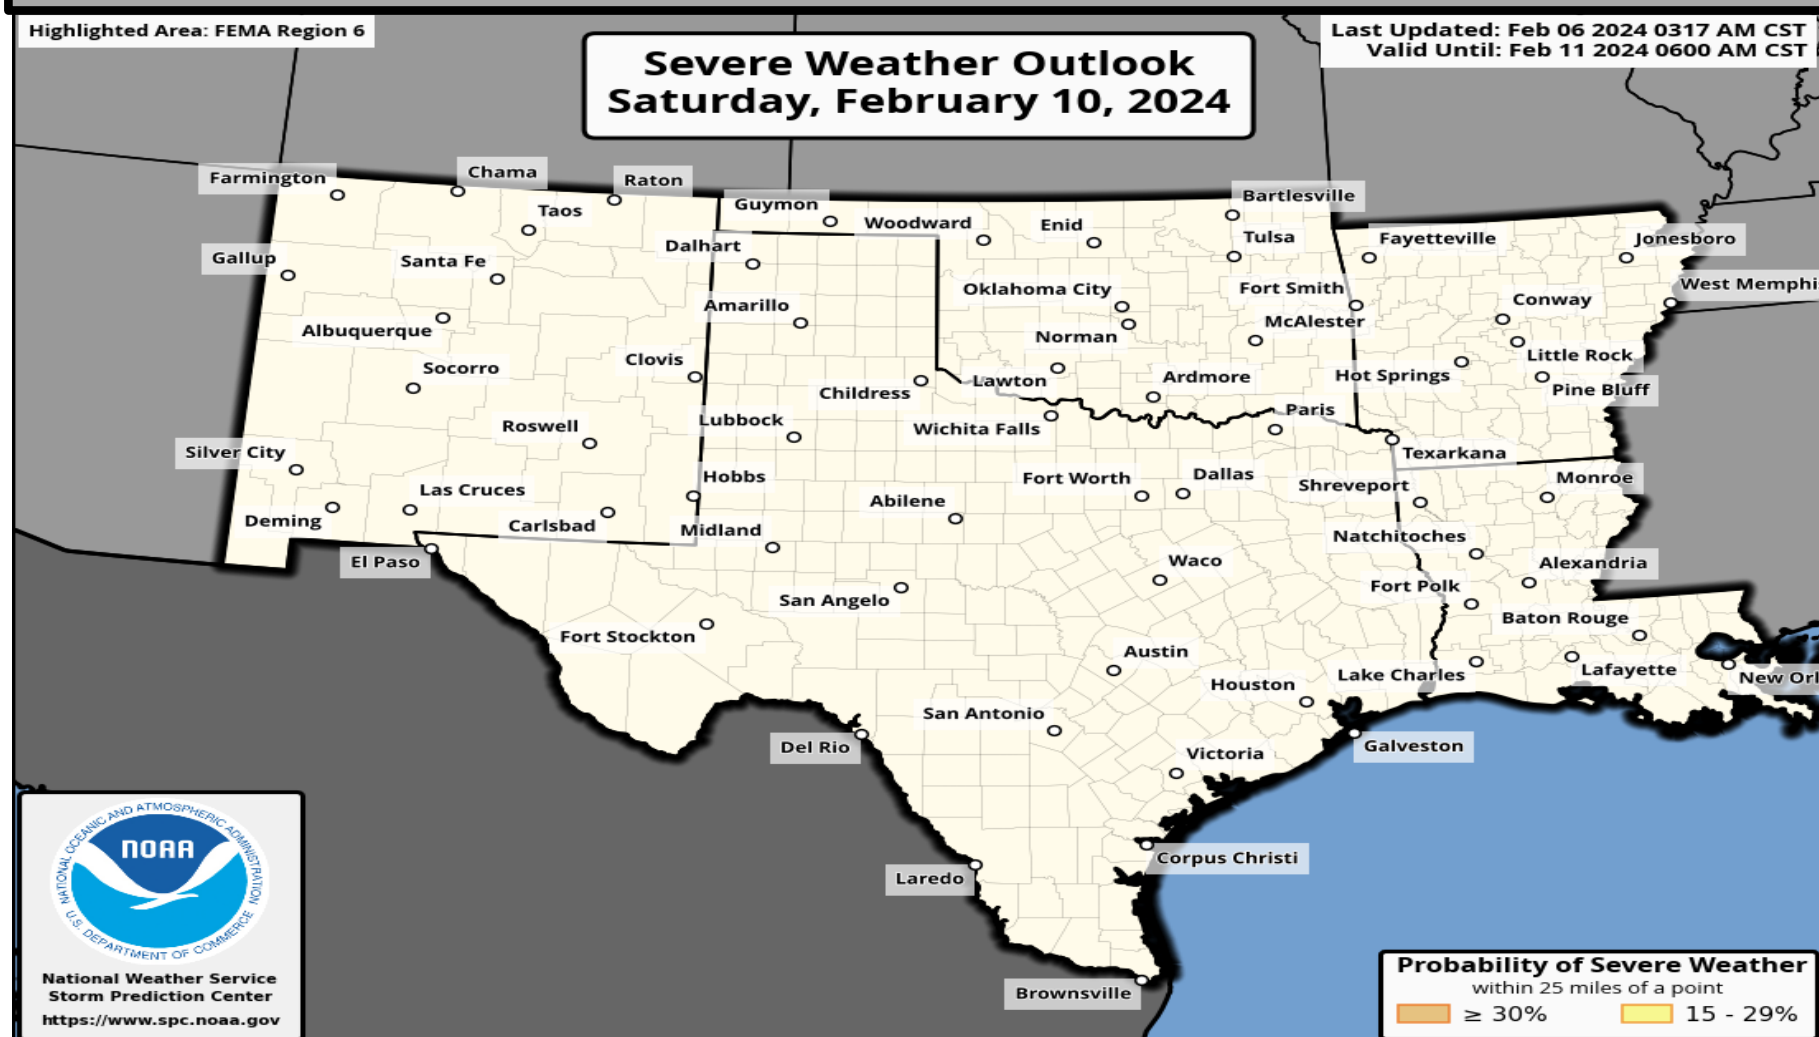 Highlighted Area: FEMA Region 6
Severe Weather Outlook
Saturday, February 10, 2024
Last Updated: Feb 06 2024 0317 AM CST
Valid Until: Feb 11 2024 0600 AM CST
Farmington
Chama
Raton
Taos
Guymon
Woodward
Enid
Bartlesville
Tulsa
Fayetteville
Jonesboro
Gallup
Santa Fe
Dalhart
Amarillo
Oklahoma City
Fort Smith
Conway
West Memphi
Albuquerque
Norman
McAlester
Little Rock
Socorro
Clovis
Childress
Lawton
Ardmore
Hot Springs
Pine Bluff
Roswell
Lubbock
Wichita Falls
Paris
Texarkana
Silver City
Las Cruces
Hobbs
Fort Worth
Dallas
Shreveport
Monroe
Deming
Carlsbad
Midland
Abilene
Natchitoches
El Paso
San Angelo
Waco
Fort Polk
Alexandria
Fort Stockton
Austin
Baton Rouge
Houston
Lake Charles
Lafayette
New Orl
San Antonio
Del Rio
Victoria
Galveston
Laredo
Corpus Christi
Brownsville
NATIONAL OCEANIC AND ATMOSPHERIC ADMINISTRATION
NOAA
U.S. DEPARTMENT OF COMMERCE
National Weather Service
Storm Prediction Center
https://www.spc.noaa.gov
Probability of Severe Weather
within 25 miles of a point
≥ 30%
15 - 29%